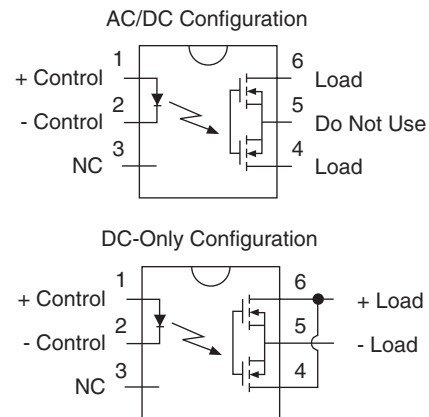 AC/DC Configuration
1 6
+ Control Load
2 5
- Control Do Not Use
3 4
NC Load
DC-Only Configuration
1 6
+ Control + Load
2 5
- Control - Load
3 4
NC